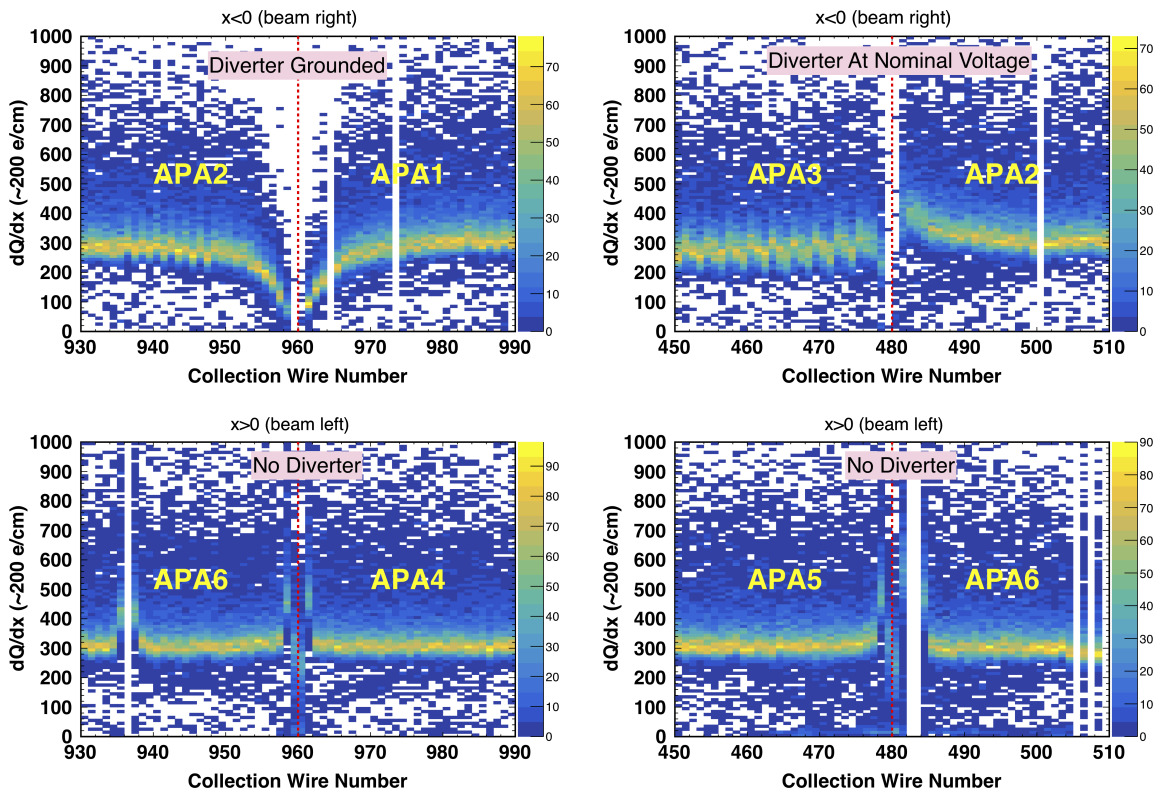 x<0 (beam right)
Diverter Grounded
APA2
APA1
dQ/dx (~200 e/cm)
1000
900
800
700
600
500
400
300
200
100
0
930 940 950 960 970 980 990
Collection Wire Number
70
60
50
40
30
20
10
0
x<0 (beam right)
Diverter At Nominal Voltage
APA3
APA2
dQ/dx (~200 e/cm)
1000
900
800
700
600
500
400
300
200
100
0
450 460 470 480 490 500 510
Collection Wire Number
70
60
50
40
30
20
10
0
x>0 (beam left)
No Diverter
APA6
APA4
dQ/dx (~200 e/cm)
1000
900
800
700
600
500
400
300
200
100
0
930 940 950 960 970 980 990
Collection Wire Number
90
80
70
60
50
40
30
20
10
0
x>0 (beam left)
No Diverter
APA5
APA6
dQ/dx (~200 e/cm)
1000
900
800
700
600
500
400
300
200
100
0
450 460 470 480 490 500 510
Collection Wire Number
90
80
70
60
50
40
30
20
10
0